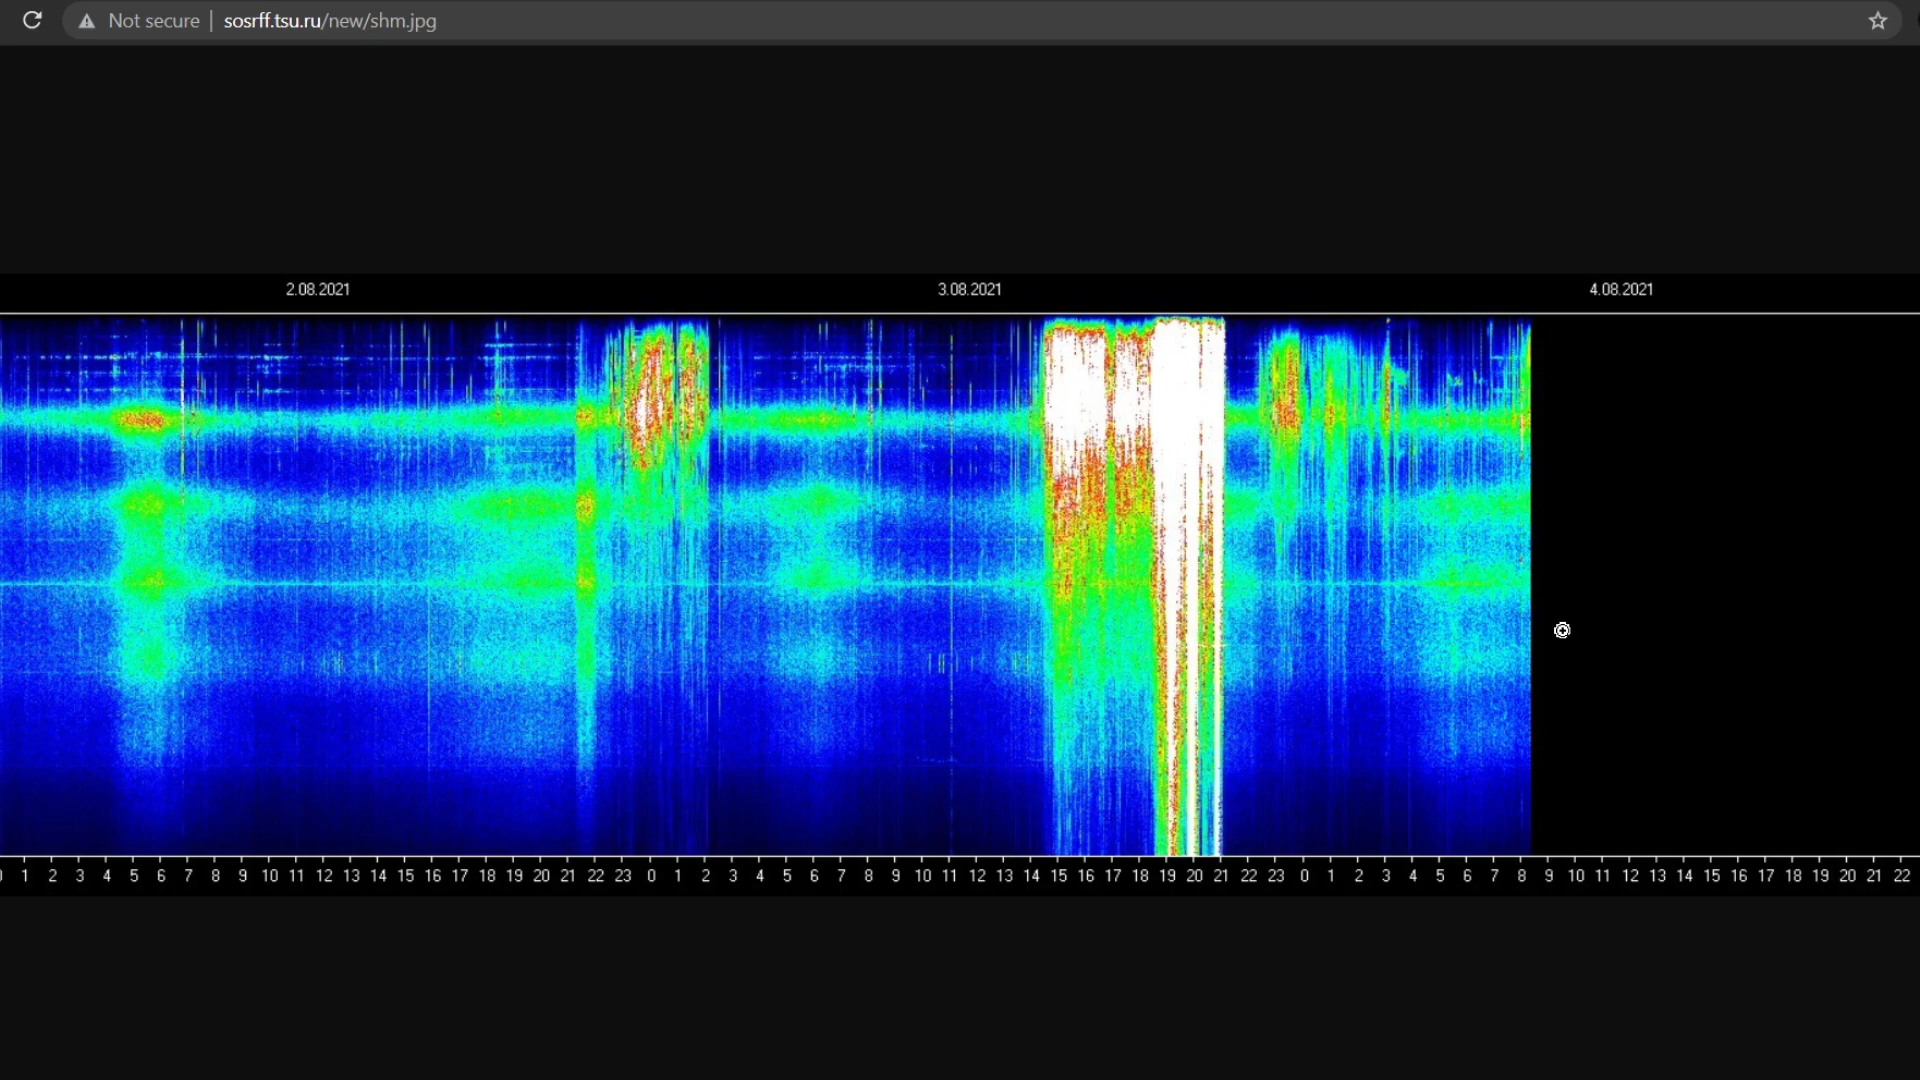 Not secure | sosrff.tsu.ru/new/shm.jpg
2.08.2021 3.08.2021 4.08.2021
1 2 3 4 5 6 7 8 9 10 11 12 13 14 15 16 17 18 19 20 21 22 23 0 1 2 3 4 5 6 7 8 9 10 11 12 13 14 15 16 17 18 19 20 21 22 23 0 1 2 3 4 5 6 7 8 9 10 11 12 13 14 15 16 17 18 19 20 21 22